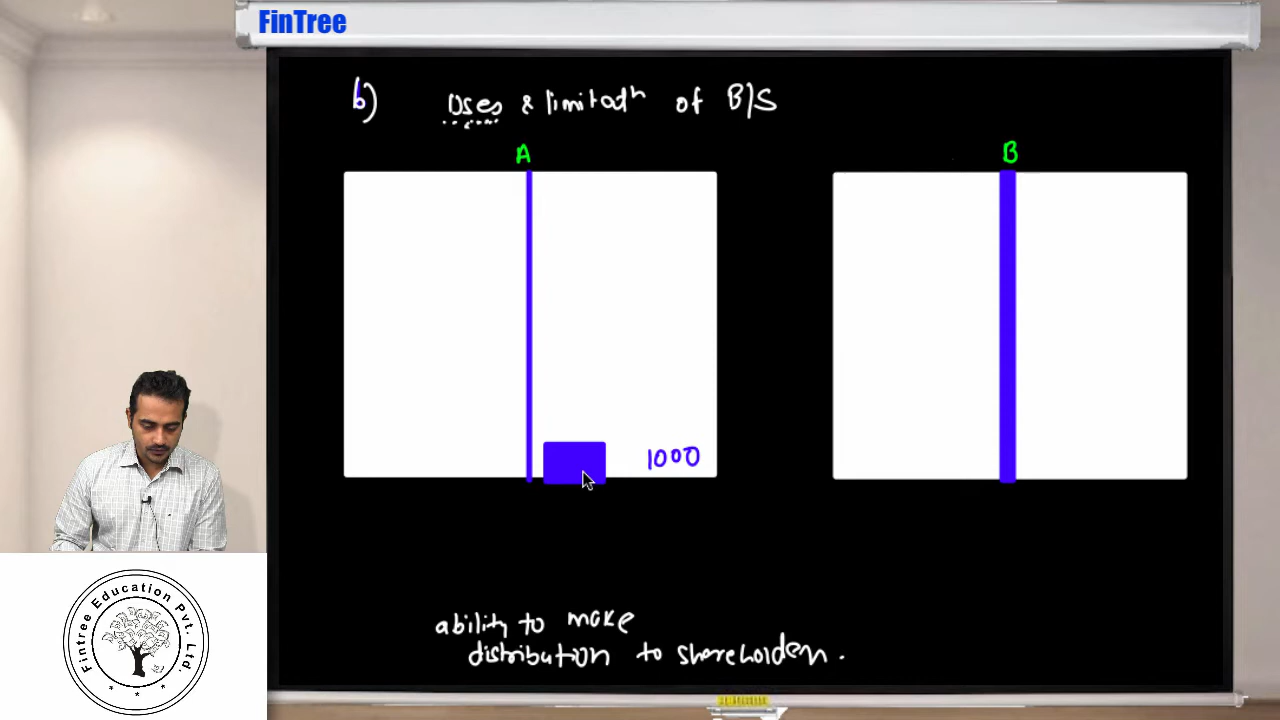 FinTree
b) Uses & limitatn of B/S
A
B
1000
ability to make
distribution to shareholders.
Fintree Education Pvt. Ltd.